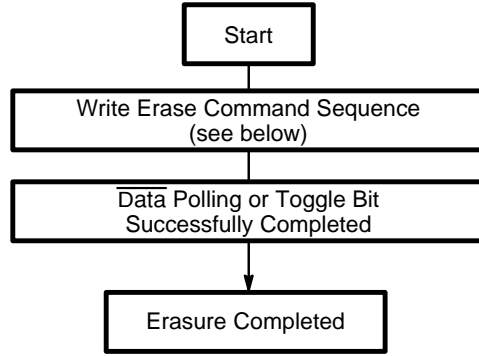 Start
Write Erase Command Sequence
(see below)
Data Polling or Toggle Bit
Successfully Completed
Erasure Completed